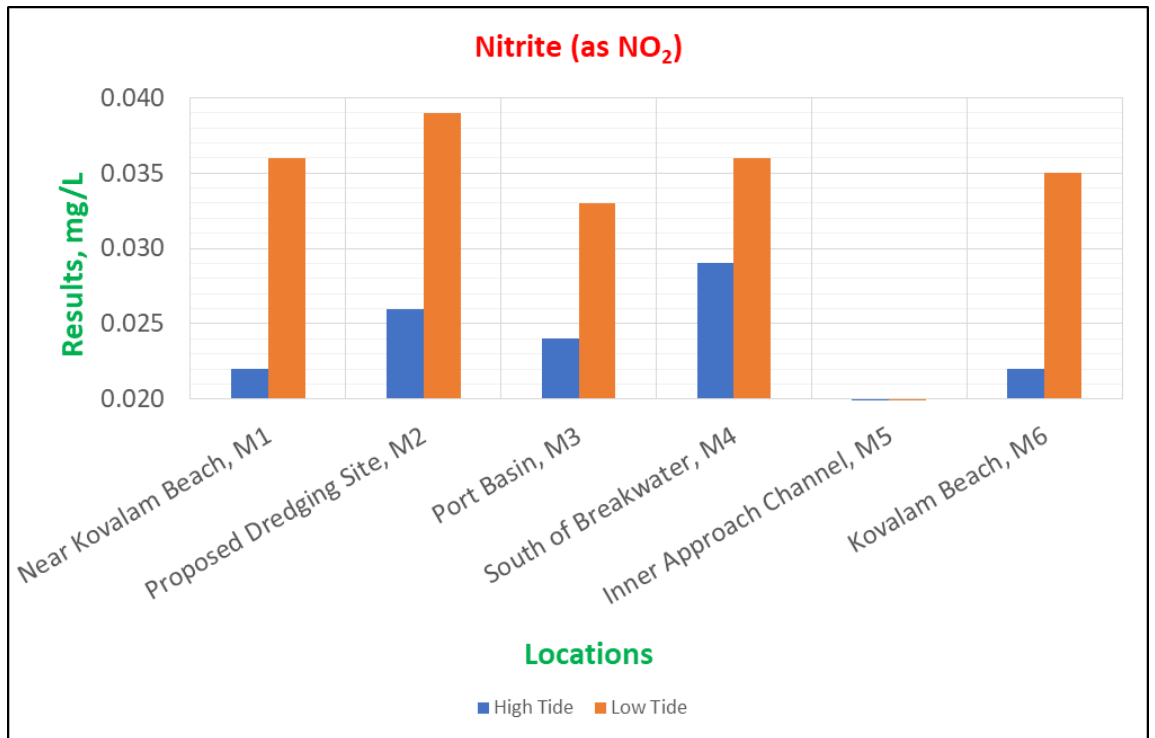 Nitrite (as NO₂)
Results, mg/L
0.040
0.035
0.030
0.025
0.020
Near Kovalam Beach, M1
Proposed Dredging Site, M2
Port Basin, M3
South of Breakwater, M4
Inner Approach Channel, M5
Kovalam Beach, M6
Locations
High Tide
Low Tide